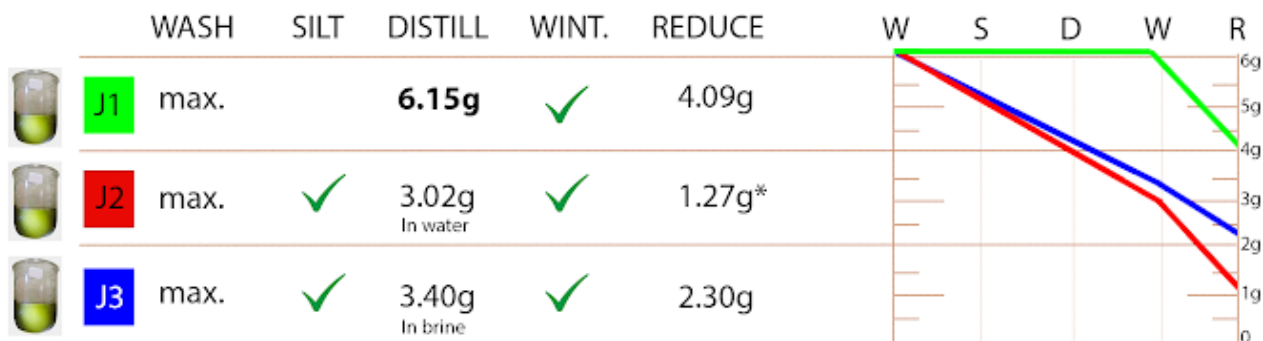 WASH SILT DISTILL WINT. REDUCE W S D W R
6g
J1 max. 6.15g 4.09g
5g
4g
J2 max. 3.02g 1.27g*
In water
3g
2g
J3 max. 3.40g 2.30g
In brine
1g
0